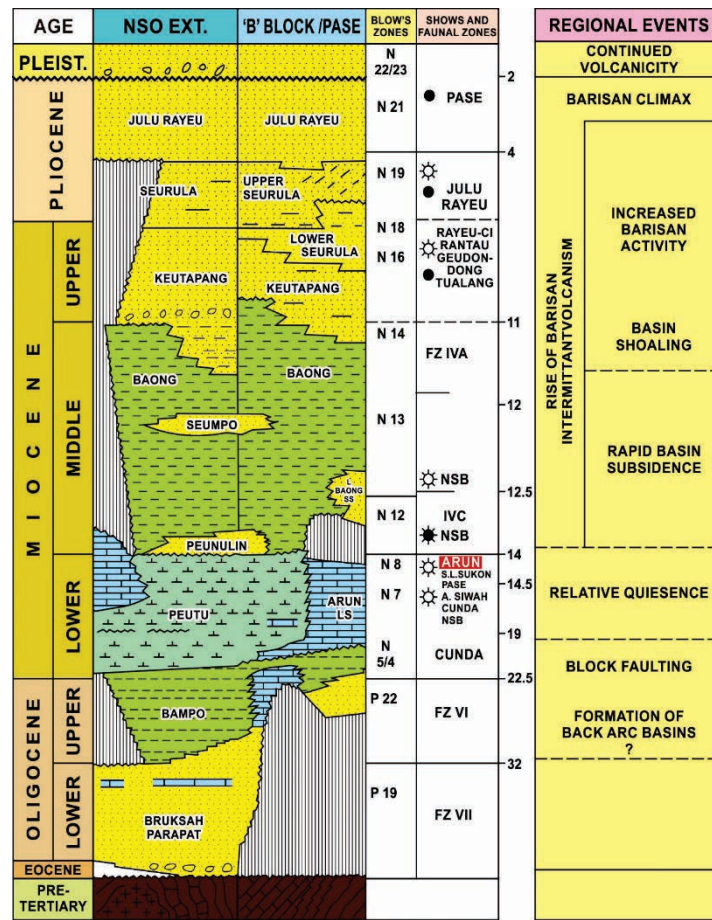 AGE
NSO EXT.
'B' BLOCK /PASE
BLOW'S
ZONES
SHOWS AND
FAUNAL ZONES
REGIONAL EVENTS
PLEIST.
N
22/23
2
CONTINUED
VOLCANICITY
PLIOCENE
JULU RAYEU
JULU RAYEU
N 21
PASE
BARISAN CLIMAX
4
SEURULA
UPPER
SEURULA
N 19
JULU
RAYEU
MIOCENE
UPPER
KEUTAPANG
LOWER
SEURULA
KEUTAPANG
N 18
N 16
RAYEU-CI
RANTAU
GEUDON-
DONG
TUALANG
INCREASED
BARISAN
ACTIVITY
11
RISE OF BARISAN
INTERMITTANTVOLCANISM
MIDDLE
BAONG
BAONG
N 14
FZ IVA
BASIN
SHOALING
12
SEUMPO
N 13
RAPID BASIN
SUBSIDENCE
L
BAONG
SS
NSB
12.5
PEUNULIN
N 12
IVC
NSB
14
LOWER
PEUTU
ARUN
LS
N 8
N 7
ARUN
S.L.SUKON
PASE
A. SIWAH
CUNDA
NSB
14.5
RELATIVE QUIESENCE
19
N
5/4
CUNDA
BLOCK FAULTING
22.5
OLIGOCENE
UPPER
BAMPO
P 22
FZ VI
FORMATION OF
BACK ARC BASINS
?
32
LOWER
BRUKSAH
PARAPAT
P 19
FZ VII
EOCENE
PRE-
TERTIARY